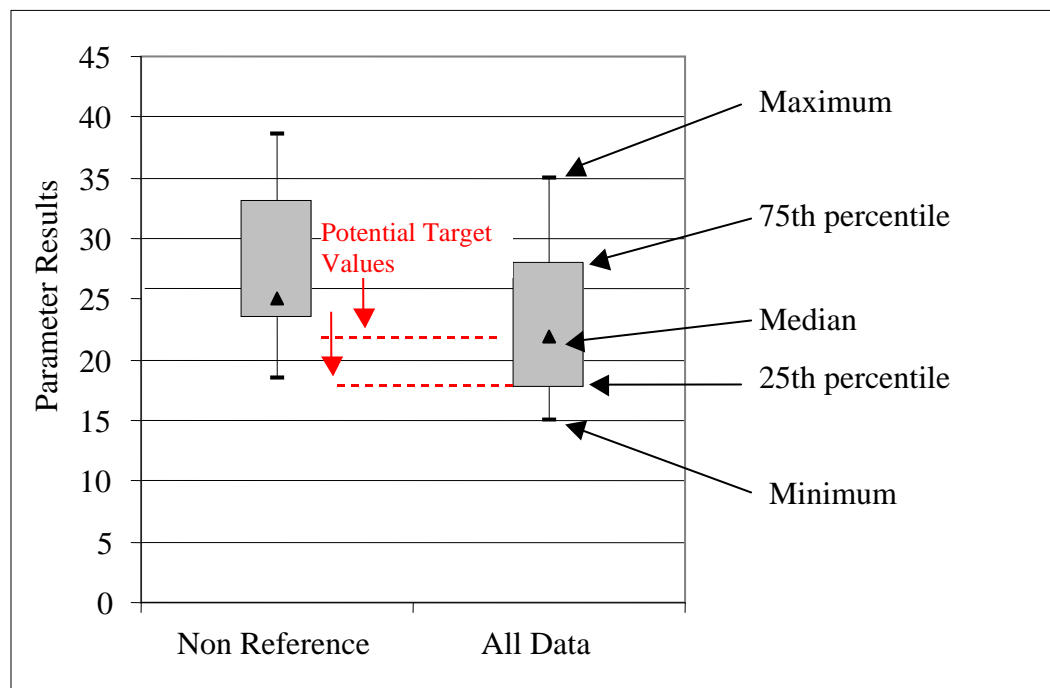 45
40
35
30
25
20
15
10
5
0
Parameter Results
Potential Target
Values
Non Reference
All Data
Maximum
75th percentile
Median
25th percentile
Minimum